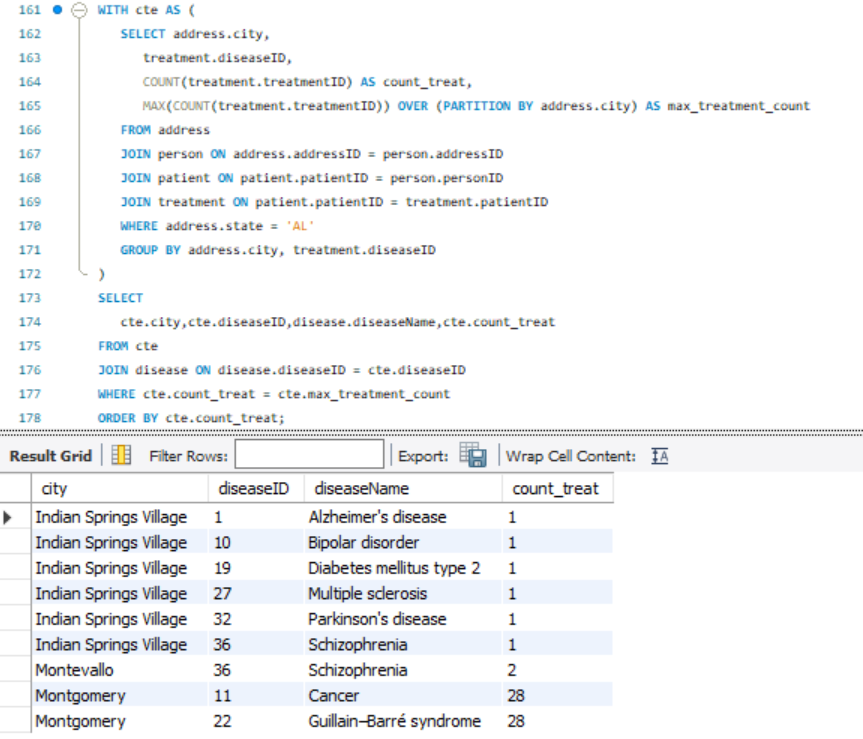 161 WITH cte AS (
162 SELECT address.city,
163 treatment.diseaseID,
164 COUNT(treatment.treatmentID) AS count_treat,
165 MAX(COUNT(treatment.treatmentID)) OVER (PARTITION BY address.city) AS max_treatment_count
166 FROM address
167 JOIN person ON address.addressID = person.addressID
168 JOIN patient ON patient.patientID = person.personID
169 JOIN treatment ON patient.patientID = treatment.patientID
170 WHERE address.state = 'AL'
171 GROUP BY address.city, treatment.diseaseID
172 )
173 SELECT
174 cte.city,cte.diseaseID,disease.diseaseName,cte.count_treat
175 FROM cte
176 JOIN disease ON disease.diseaseID = cte.diseaseID
177 WHERE cte.count_treat = cte.max_treatment_count
178 ORDER BY cte.count_treat;
Result Grid Filter Rows: Export: Wrap Cell Content: IA
city diseaseID diseaseName count_treat
Indian Springs Village 1 Alzheimer's disease 1
Indian Springs Village 10 Bipolar disorder 1
Indian Springs Village 19 Diabetes mellitus type 2 1
Indian Springs Village 27 Multiple sclerosis 1
Indian Springs Village 32 Parkinson's disease 1
Indian Springs Village 36 Schizophrenia 1
Montevallo 36 Schizophrenia 2
Montgomery 11 Cancer 28
Montgomery 22 Guillain–Barré syndrome 28